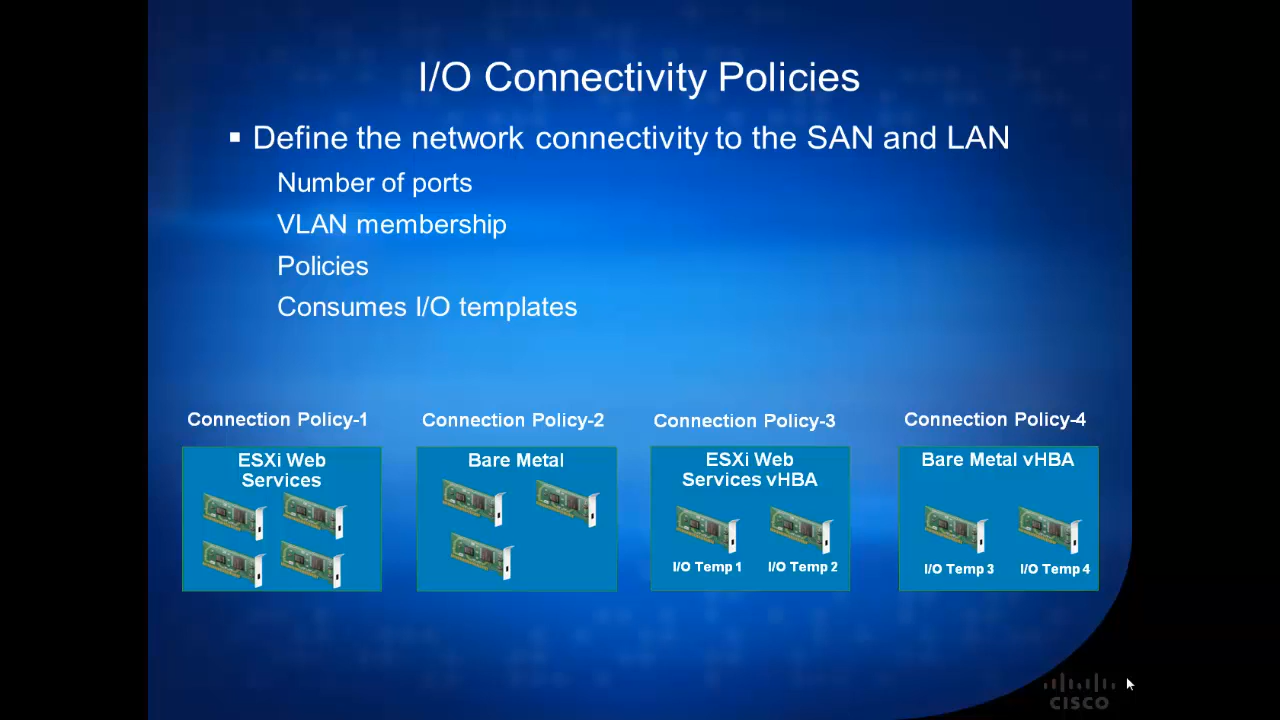 I/O Connectivity Policies
▪ Define the network connectivity to the SAN and LAN
Number of ports
VLAN membership
Policies
Consumes I/O templates
Connection Policy-1
ESXi Web
Services
Connection Policy-2
Bare Metal
Connection Policy-3
ESXi Web
Services vHBA
I/O Temp 1
I/O Temp 2
Connection Policy-4
Bare Metal vHBA
I/O Temp 3
I/O Temp 4
CISCO